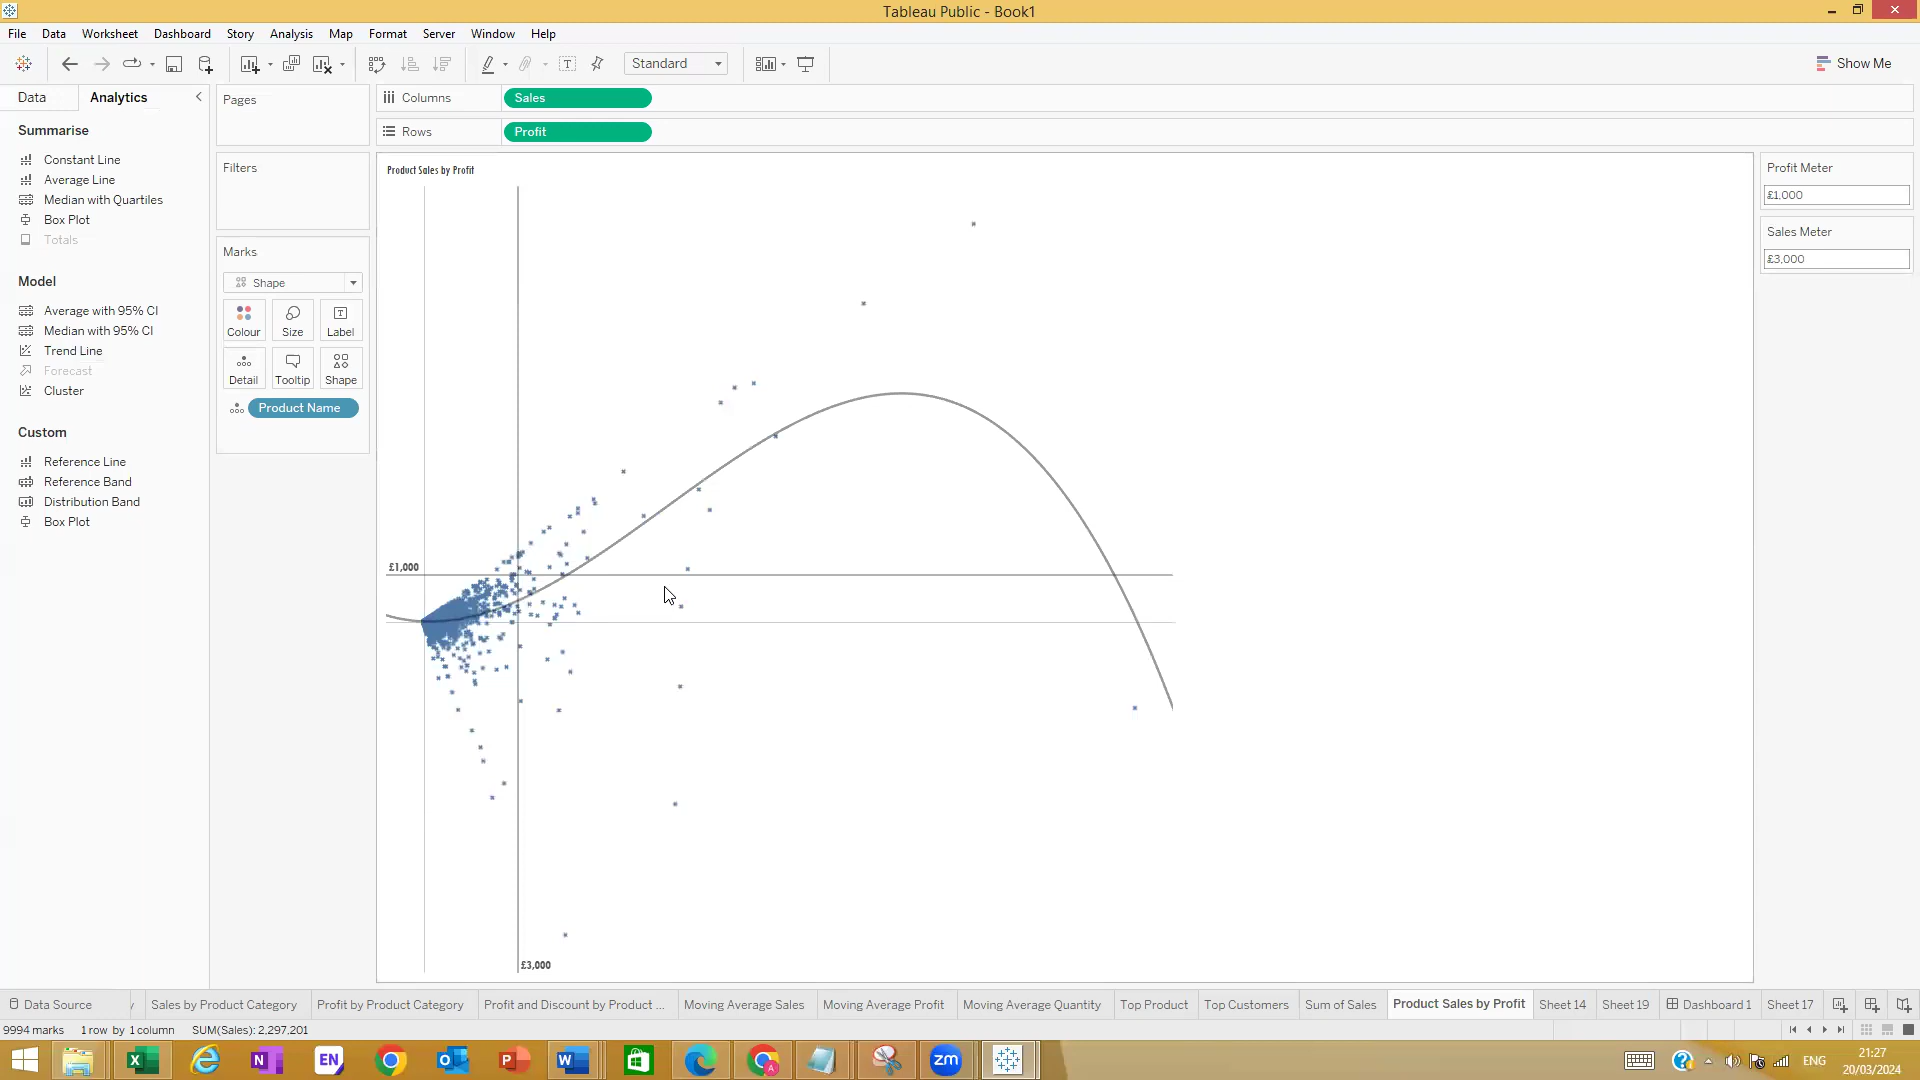 Tableau Public - Book1
File Data Worksheet Dashboard Story Analysis Map Format Server Window Help
Standard
Show Me
Data Analytics
Summarise
Constant Line
Average Line
Median with Quartiles
Box Plot
Totals
Model
Average with 95% CI
Median with 95% CI
Trend Line
Forecast
Cluster
Custom
Reference Line
Reference Band
Distribution Band
Box Plot
Pages
Filters
Marks
Shape
Colour Size Label
Detail Tooltip Shape
Product Name
Columns Sales
Rows Profit
Product Sales by Profit
£1,000
£3,000
Profit Meter
£1,000
Sales Meter
£3,000
Data Source y Sales by Product Category Profit by Product Category Profit and Discount by Product ... Moving Average Sales Moving Average Profit Moving Average Quantity Top Product Top Customers Sum of Sales Product Sales by Profit Sheet 14 Sheet 19 Dashboard 1 Sheet 17
9994 marks 1 row by 1 column SUM(Sales): 2,297,201
ENG
21:27
20/03/2024